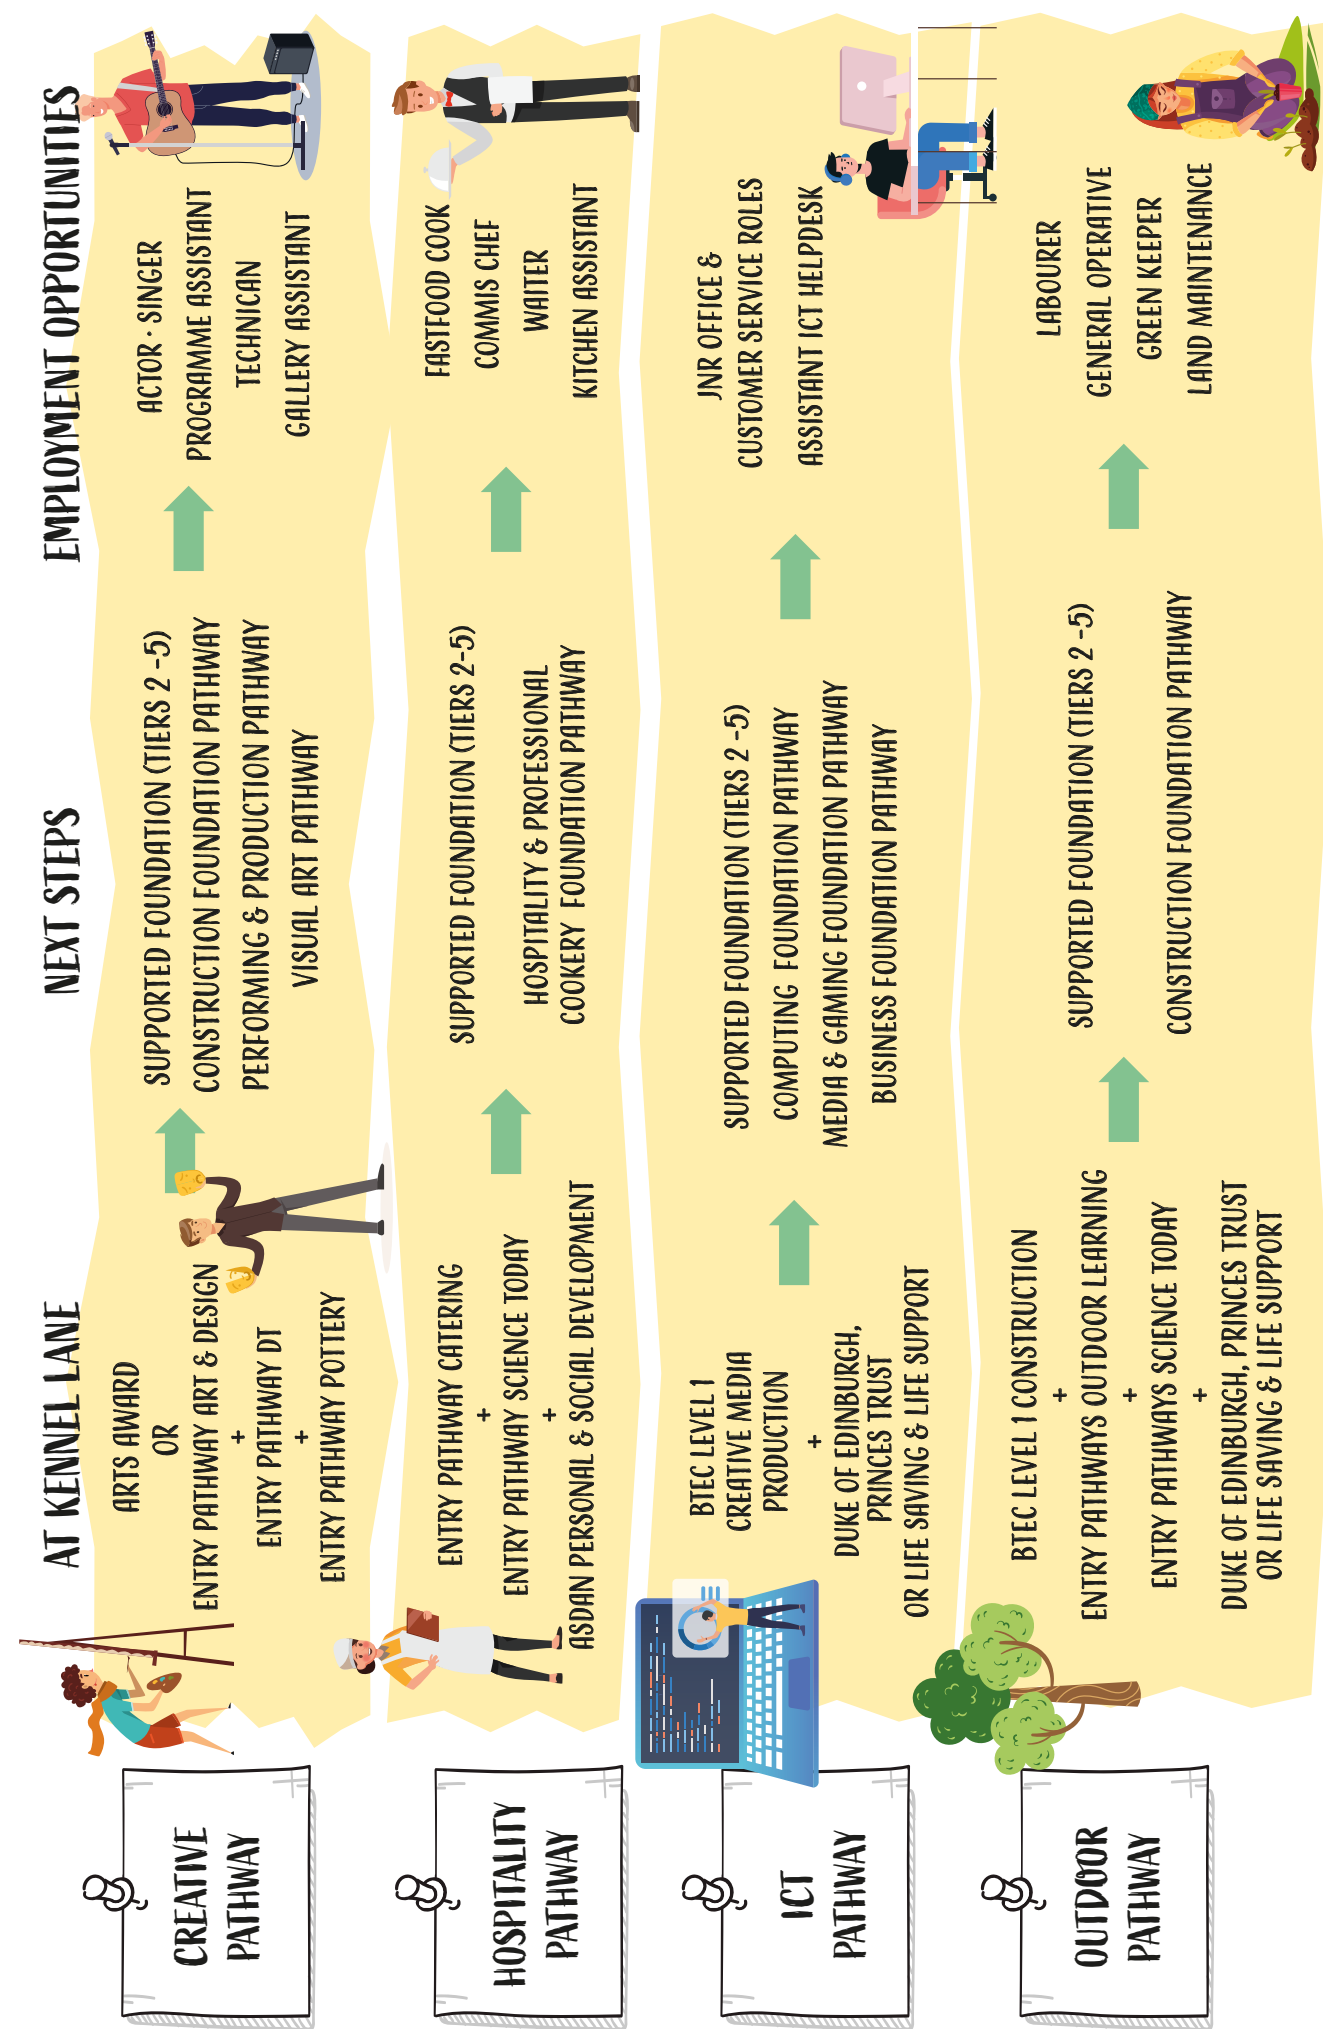 AT KENNEL LANE
NEXT STEPS
EMPLOYMENT OPPORTUNITIES
CREATIVE
PATHWAY
ARTS AWARD
OR
ENTRY PATHWAY ART & DESIGN
+
ENTRY PATHWAY DT
+
ENTRY PATHWAY POTTERY
SUPPORTED FOUNDATION (TIERS 2 -5)
CONSTRUCTION FOUNDATION PATHWAY
PERFORMING & PRODUCTION PATHWAY
VISUAL ART PATHWAY
ACTOR · SINGER
PROGRAMME ASSISTANT
TECHNICAN
GALLERY ASSISTANT
HOSPITALITY
PATHWAY
ENTRY PATHWAY CATERING
+
ENTRY PATHWAY SCIENCE TODAY
+
ASDAN PERSONAL & SOCIAL DEVELOPMENT
SUPPORTED FOUNDATION (TIERS 2-5)
HOSPITALITY & PROFESSIONAL
COOKERY FOUNDATION PATHWAY
FASTFOOD COOK
COMMIS CHEF
WAITER
KITCHEN ASSISTANT
ICT
PATHWAY
BTEC LEVEL 1
CREATIVE MEDIA
PRODUCTION
+
DUKE OF EDINBURGH,
PRINCES TRUST
OR LIFE SAVING & LIFE SUPPORT
SUPPORTED FOUNDATION (TIERS 2 -5)
COMPUTING FOUNDATION PATHWAY
MEDIA & GAMING FOUNDATION PATHWAY
BUSINESS FOUNDATION PATHWAY
JNR OFFICE &
CUSTOMER SERVICE ROLES
ASSISTANT ICT HELPDESK
OUTDOOR
PATHWAY
BTEC LEVEL 1 CONSTRUCTION
+
ENTRY PATHWAYS OUTDOOR LEARNING
+
ENTRY PATHWAYS SCIENCE TODAY
+
DUKE OF EDINBURGH, PRINCES TRUST
OR LIFE SAVING & LIFE SUPPORT
SUPPORTED FOUNDATION (TIERS 2 -5)
CONSTRUCTION FOUNDATION PATHWAY
LABOURER
GENERAL OPERATIVE
GREEN KEEPER
LAND MAINTENANCE